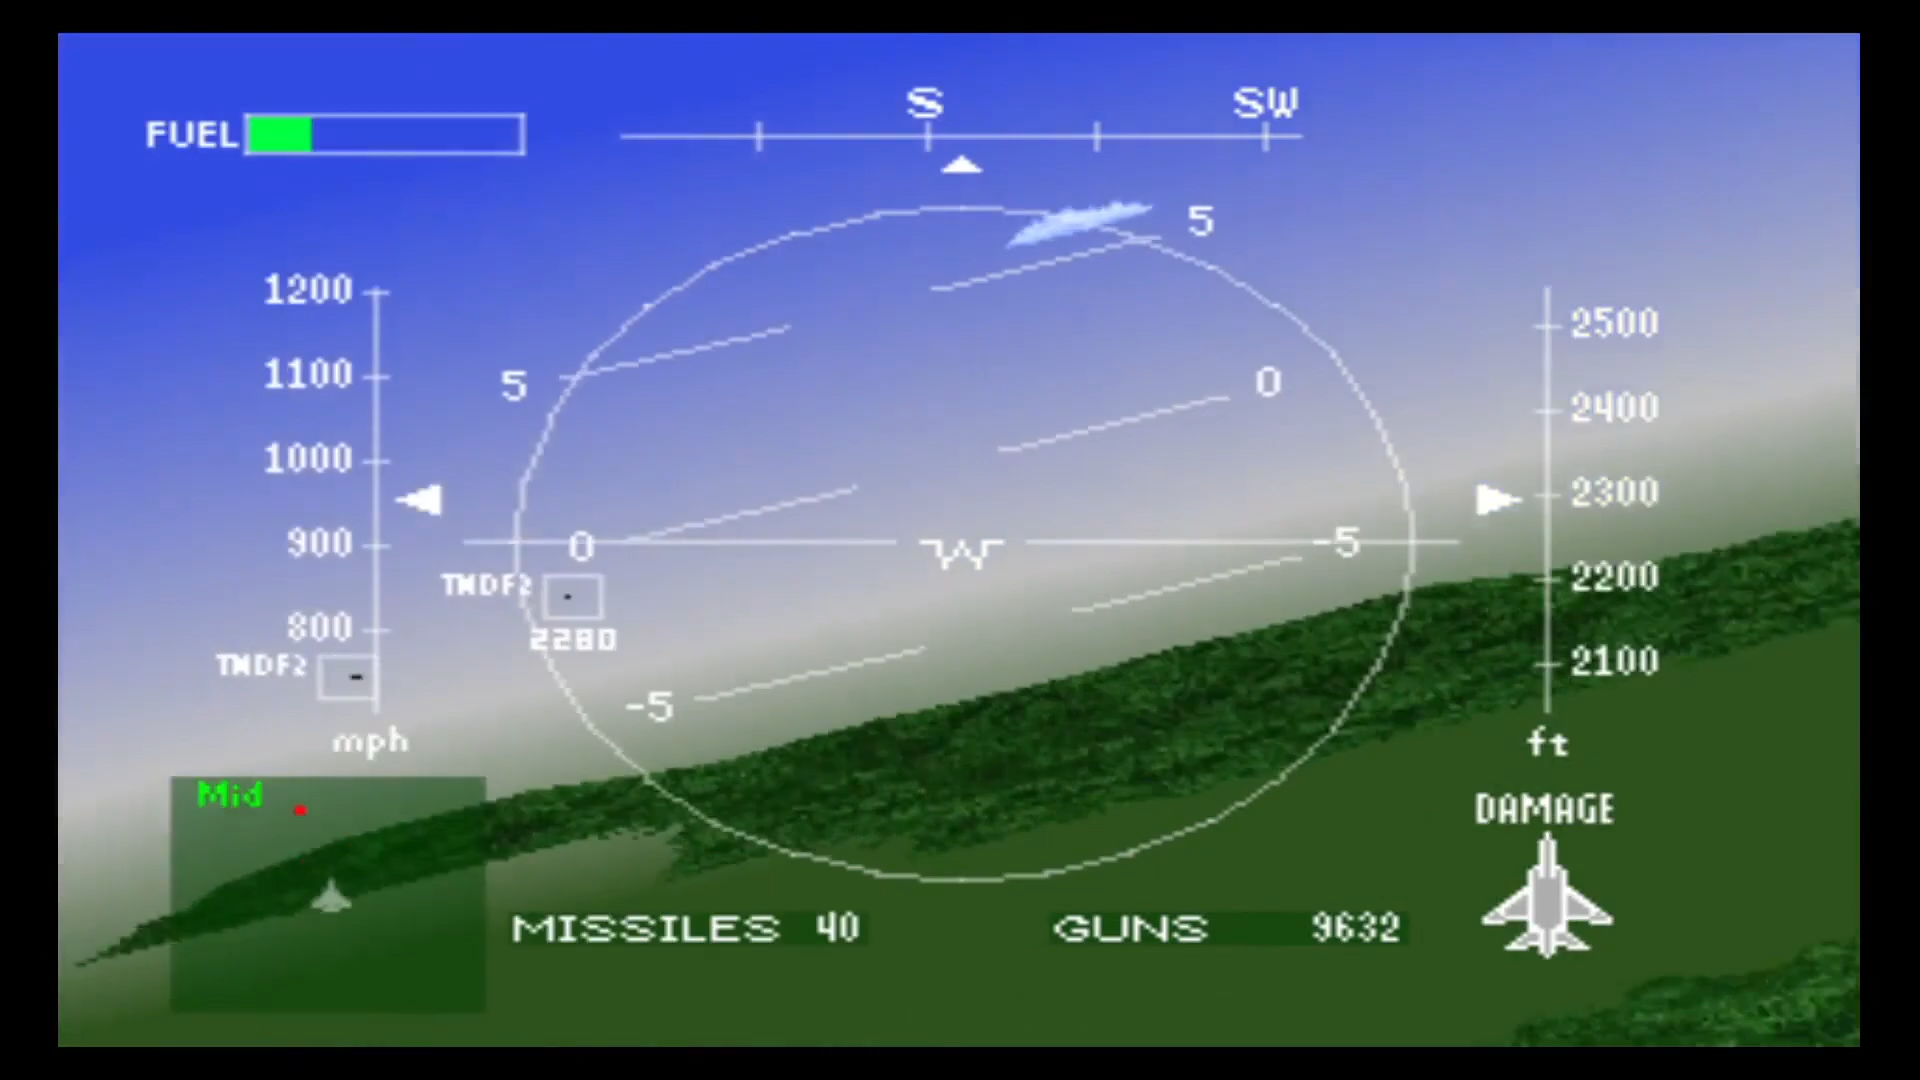 S SW
FUEL
5
1200
1100
1000
900
800
mph
5
0
0
-5
-5
TNDF2
2280
TNDF2
2500
2400
2300
2200
2100
ft
Mid
DAMAGE
MISSILES 40
GUNS 9632